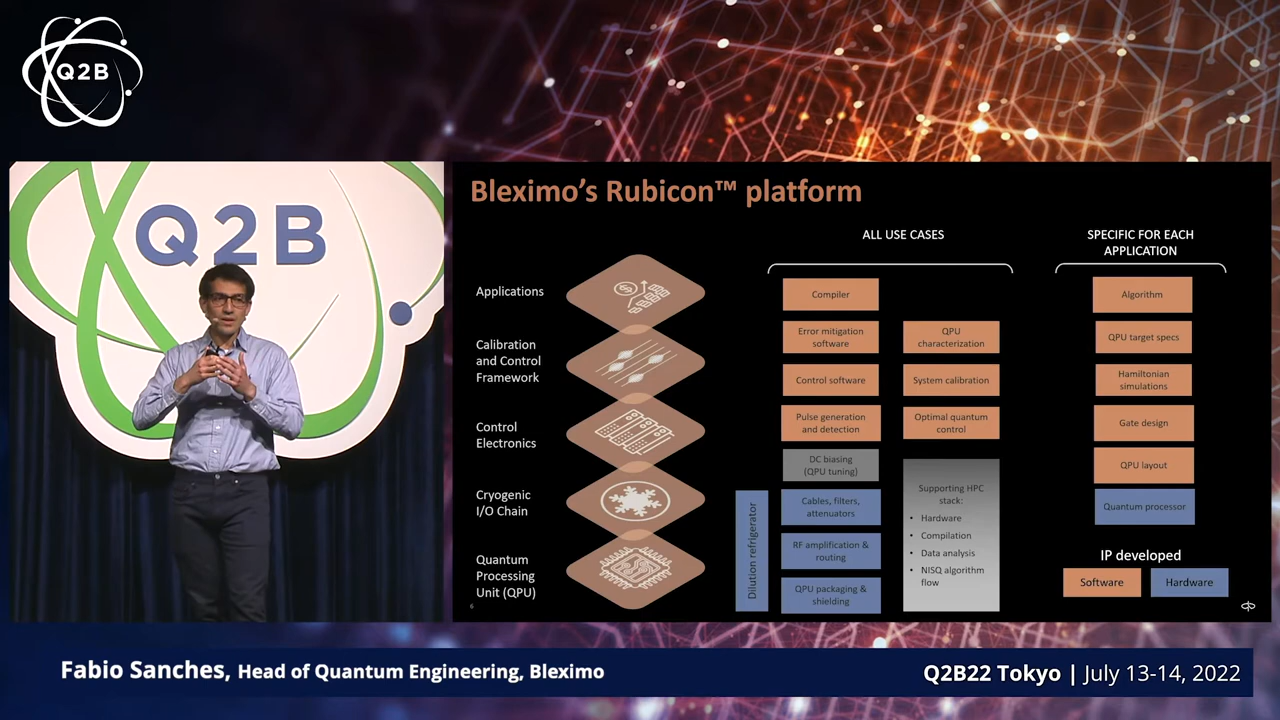 Q2B
Q2B
Bleximo's Rubicon™ platform
ALL USE CASES
SPECIFIC FOR EACH
APPLICATION
Applications
Calibration
and Control
Framework
Control
Electronics
Cryogenic
I/O Chain
Quantum
Processing
Unit (QPU)
Dilution refrigerator
Compiler
Error mitigation
software
Control software
Pulse generation
and detection
DC biasing
(QPU tuning)
Cables, filters,
attenuators
RF amplification &
routing
QPU packaging &
shielding
QPU
characterization
System calibration
Optimal quantum
control
Supporting HPC
stack:
• Hardware
• Compilation
• Data analysis
• NISQ algorithm
flow
Algorithm
QPU target specs
Hamiltonian
simulations
Gate design
QPU layout
Quantum processor
IP developed
Software
Hardware
6
Fabio Sanches, Head of Quantum Engineering, Bleximo
Q2B22 Tokyo | July 13-14, 2022